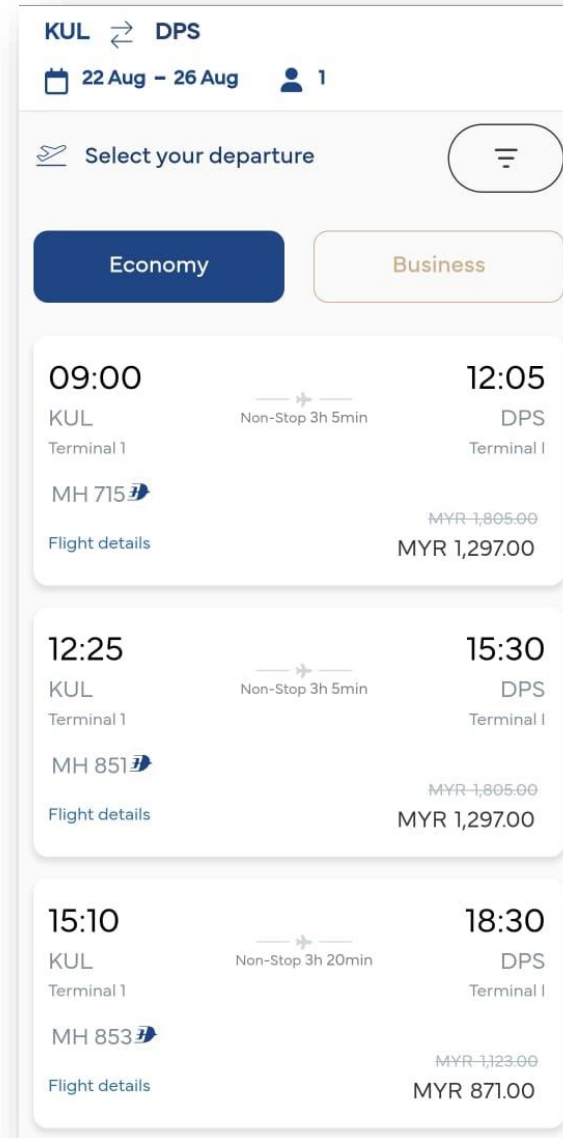 KUL DPS
22 Aug – 26 Aug 1
Select your departure
Economy Business
09:00 12:05
KUL Non-Stop 3h 5min DPS
Terminal 1 Terminal I
MH 715
MYR 1,805.00
Flight details MYR 1,297.00
12:25 15:30
KUL Non-Stop 3h 5min DPS
Terminal 1 Terminal I
MH 851
MYR 1,805.00
Flight details MYR 1,297.00
15:10 18:30
KUL Non-Stop 3h 20min DPS
Terminal 1 Terminal I
MH 853
MYR 1,123.00
Flight details MYR 871.00